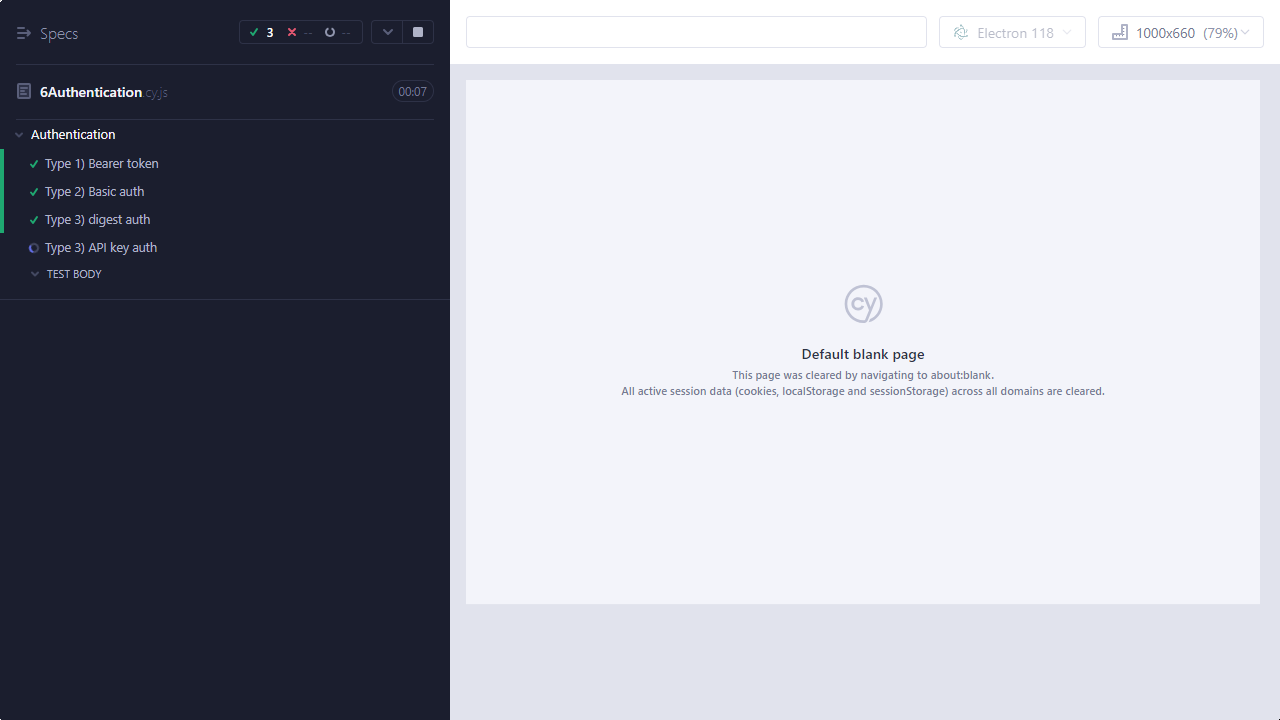 Specs
3
--
--
6Authentication.cy.js
00:07
Authentication
Type 1) Bearer token
Type 2) Basic auth
Type 3) digest auth
Type 3) API key auth
TEST BODY
Electron 118
1000x660 (79%)
cy
Default blank page
This page was cleared by navigating to about:blank.
All active session data (cookies, localStorage and sessionStorage) across all domains are cleared.